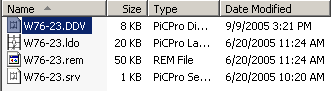 Name Size Type Date Modified
W76-23.DDV 8 KB PiCPro Di... 9/9/2005 3:21 PM
W76-23.ldo 20 KB PiCPro La... 6/20/2005 11:24 AM
W76-23.rem 50 KB REM File 6/20/2005 11:24 AM
W76-23.srv 1 KB PiCPro Se... 6/20/2005 10:20 AM